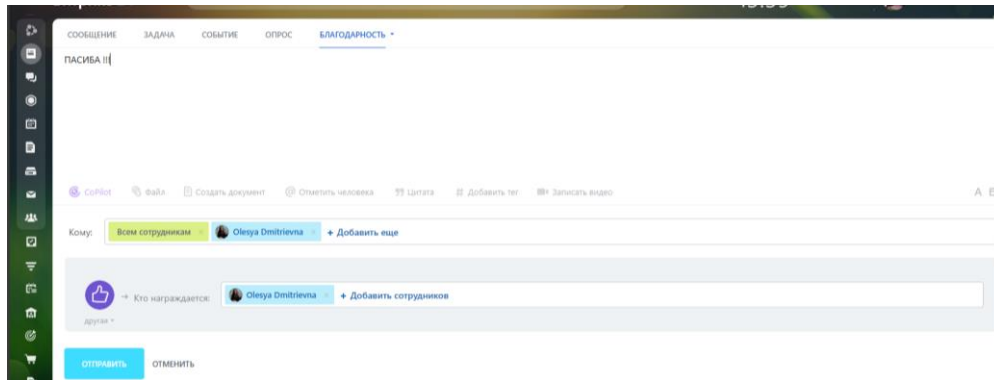 СООБЩЕНИЕ ЗАДАЧА СОБЫТИЕ ОПРОС БЛАГОДАРНОСТЬ
ПАСИБА !!!
CoPilot Файл Создать документ Отметить человека Цитата Добавить тег Записать видео
Кому: Всем сотрудникам × Olesya Dmitrievna × + Добавить еще
→ Кто награждается: Olesya Dmitrievna × + Добавить сотрудников
другая
ОТПРАВИТЬ ОТМЕНИТЬ